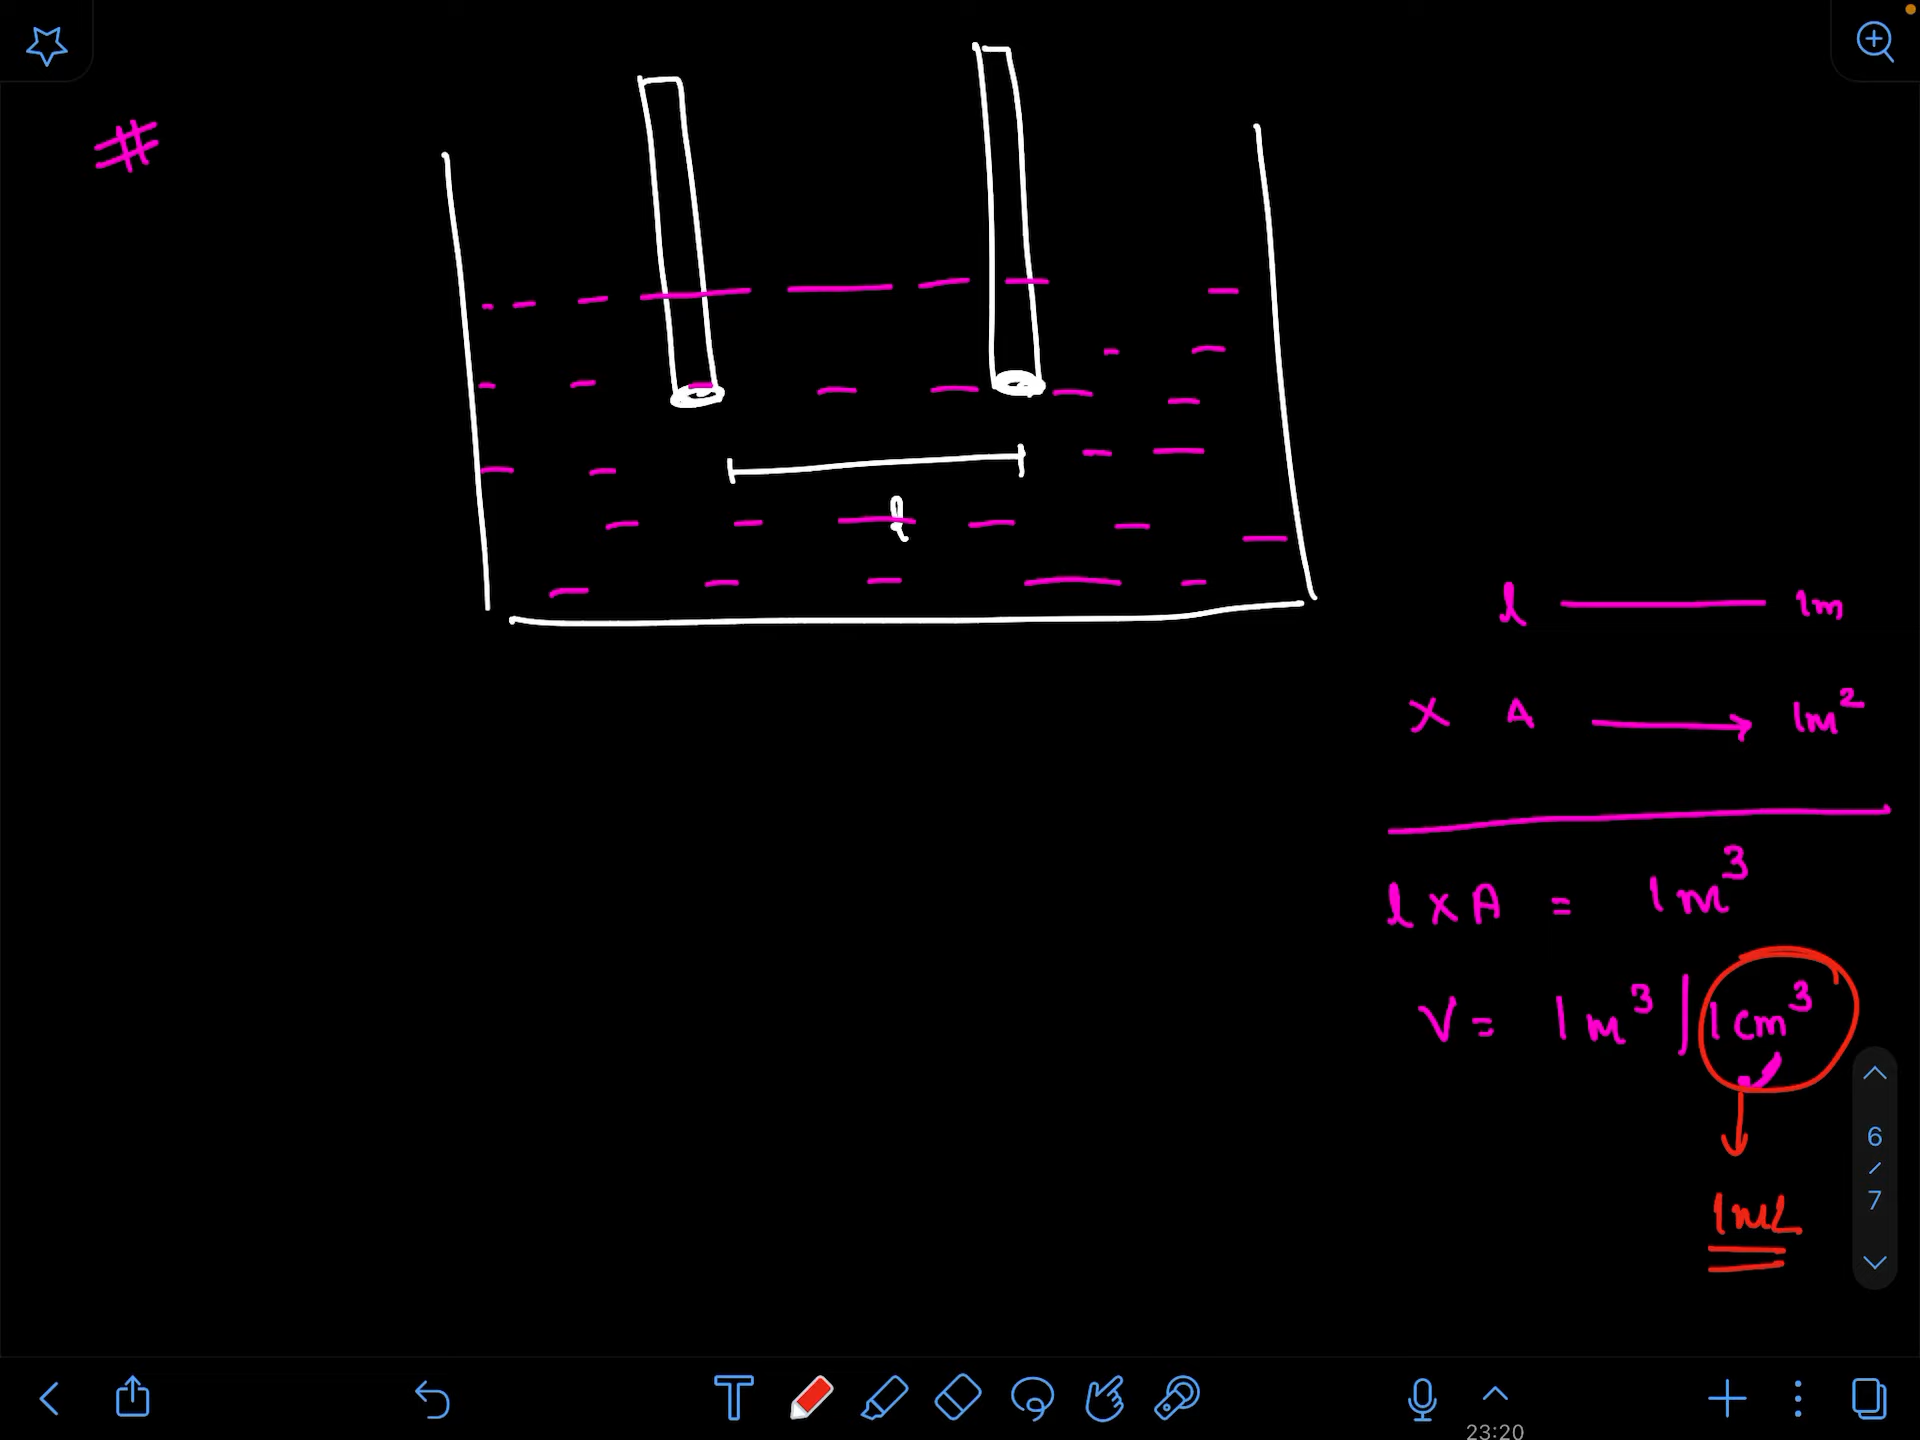 #
l
l — 1m
X A → 1m²
l x A = 1m³
V = 1m³ | 1cm³
↓
1mL
6
/
7
T
23:20